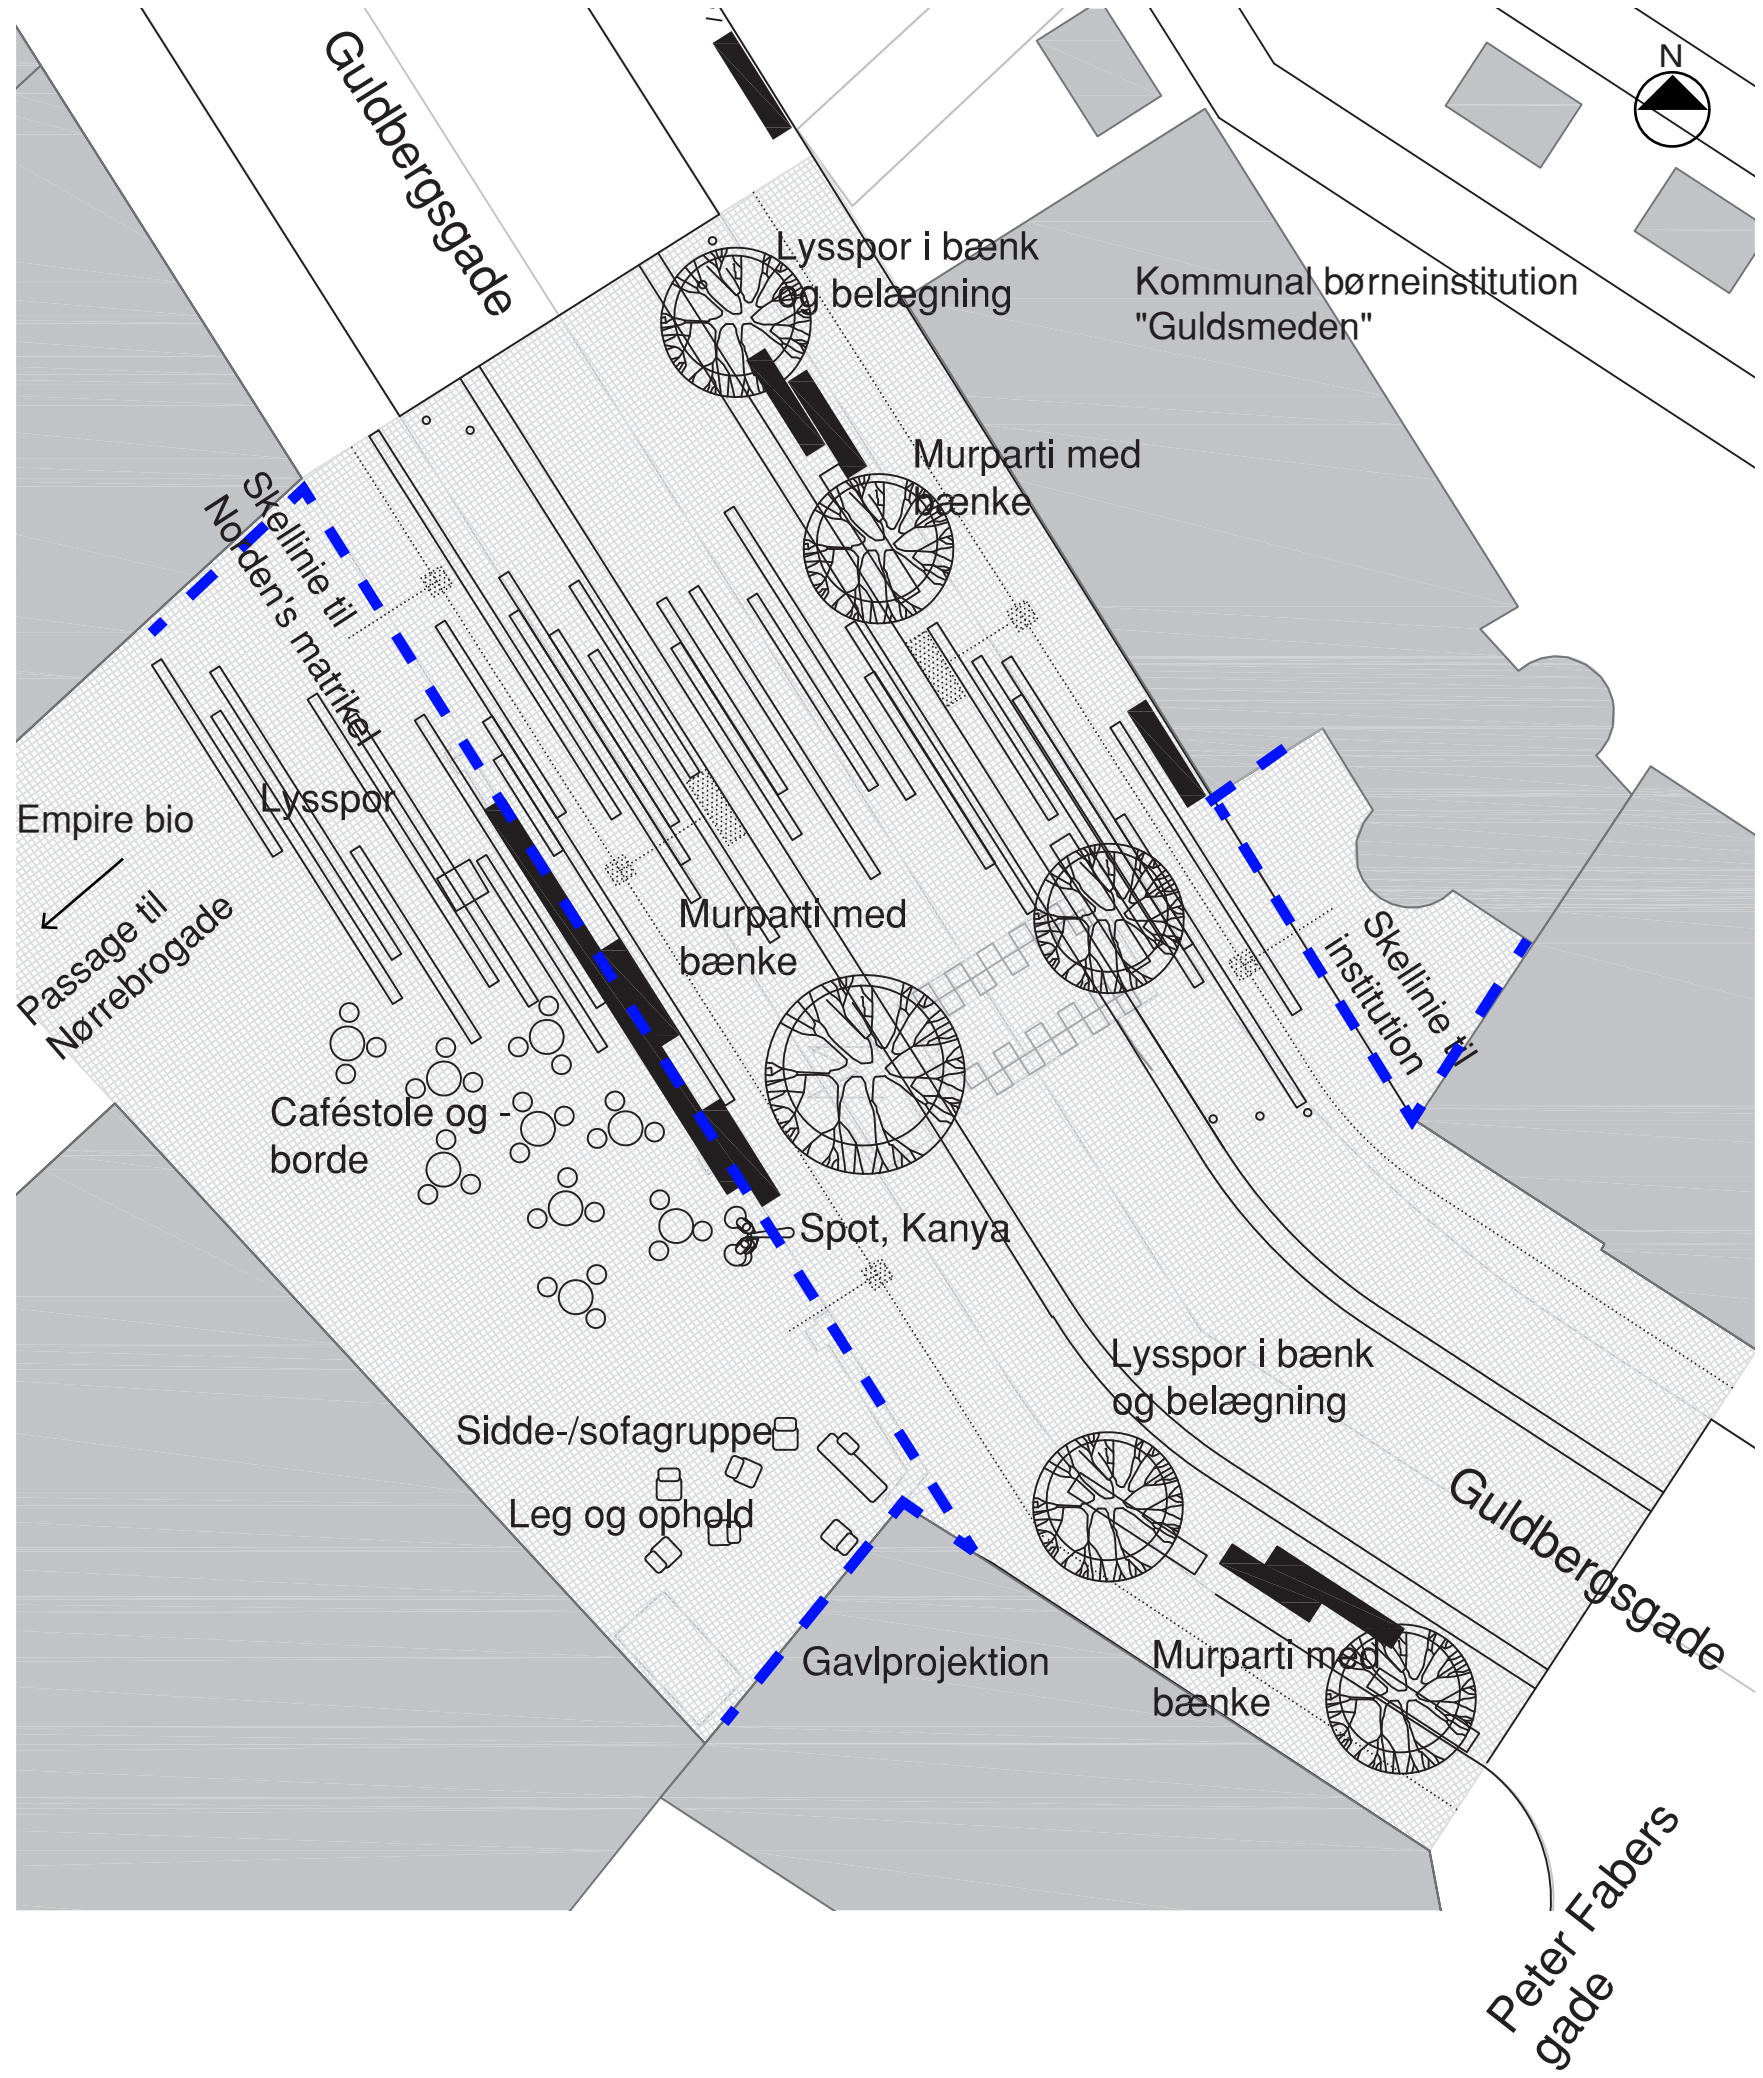 N
Guldbergsgade
Lysspor i bænk
og belægning
Kommunal børneinstitution
"Guldsmeden"
Murparti med
bænke
Skellinie til
Norden's matrikel
Lysspor
Empire bio
Passage til
Nørrebrogade
Murparti med
bænke
Skellinie til
institution
Caféstole og -
borde
Spot, Kanya
Lysspor i bænk
og belægning
Sidde-/sofagruppe
Leg og ophold
Guldbergsgade
Gavlprojektion
Murparti med
bænke
Peter Fabers
gade